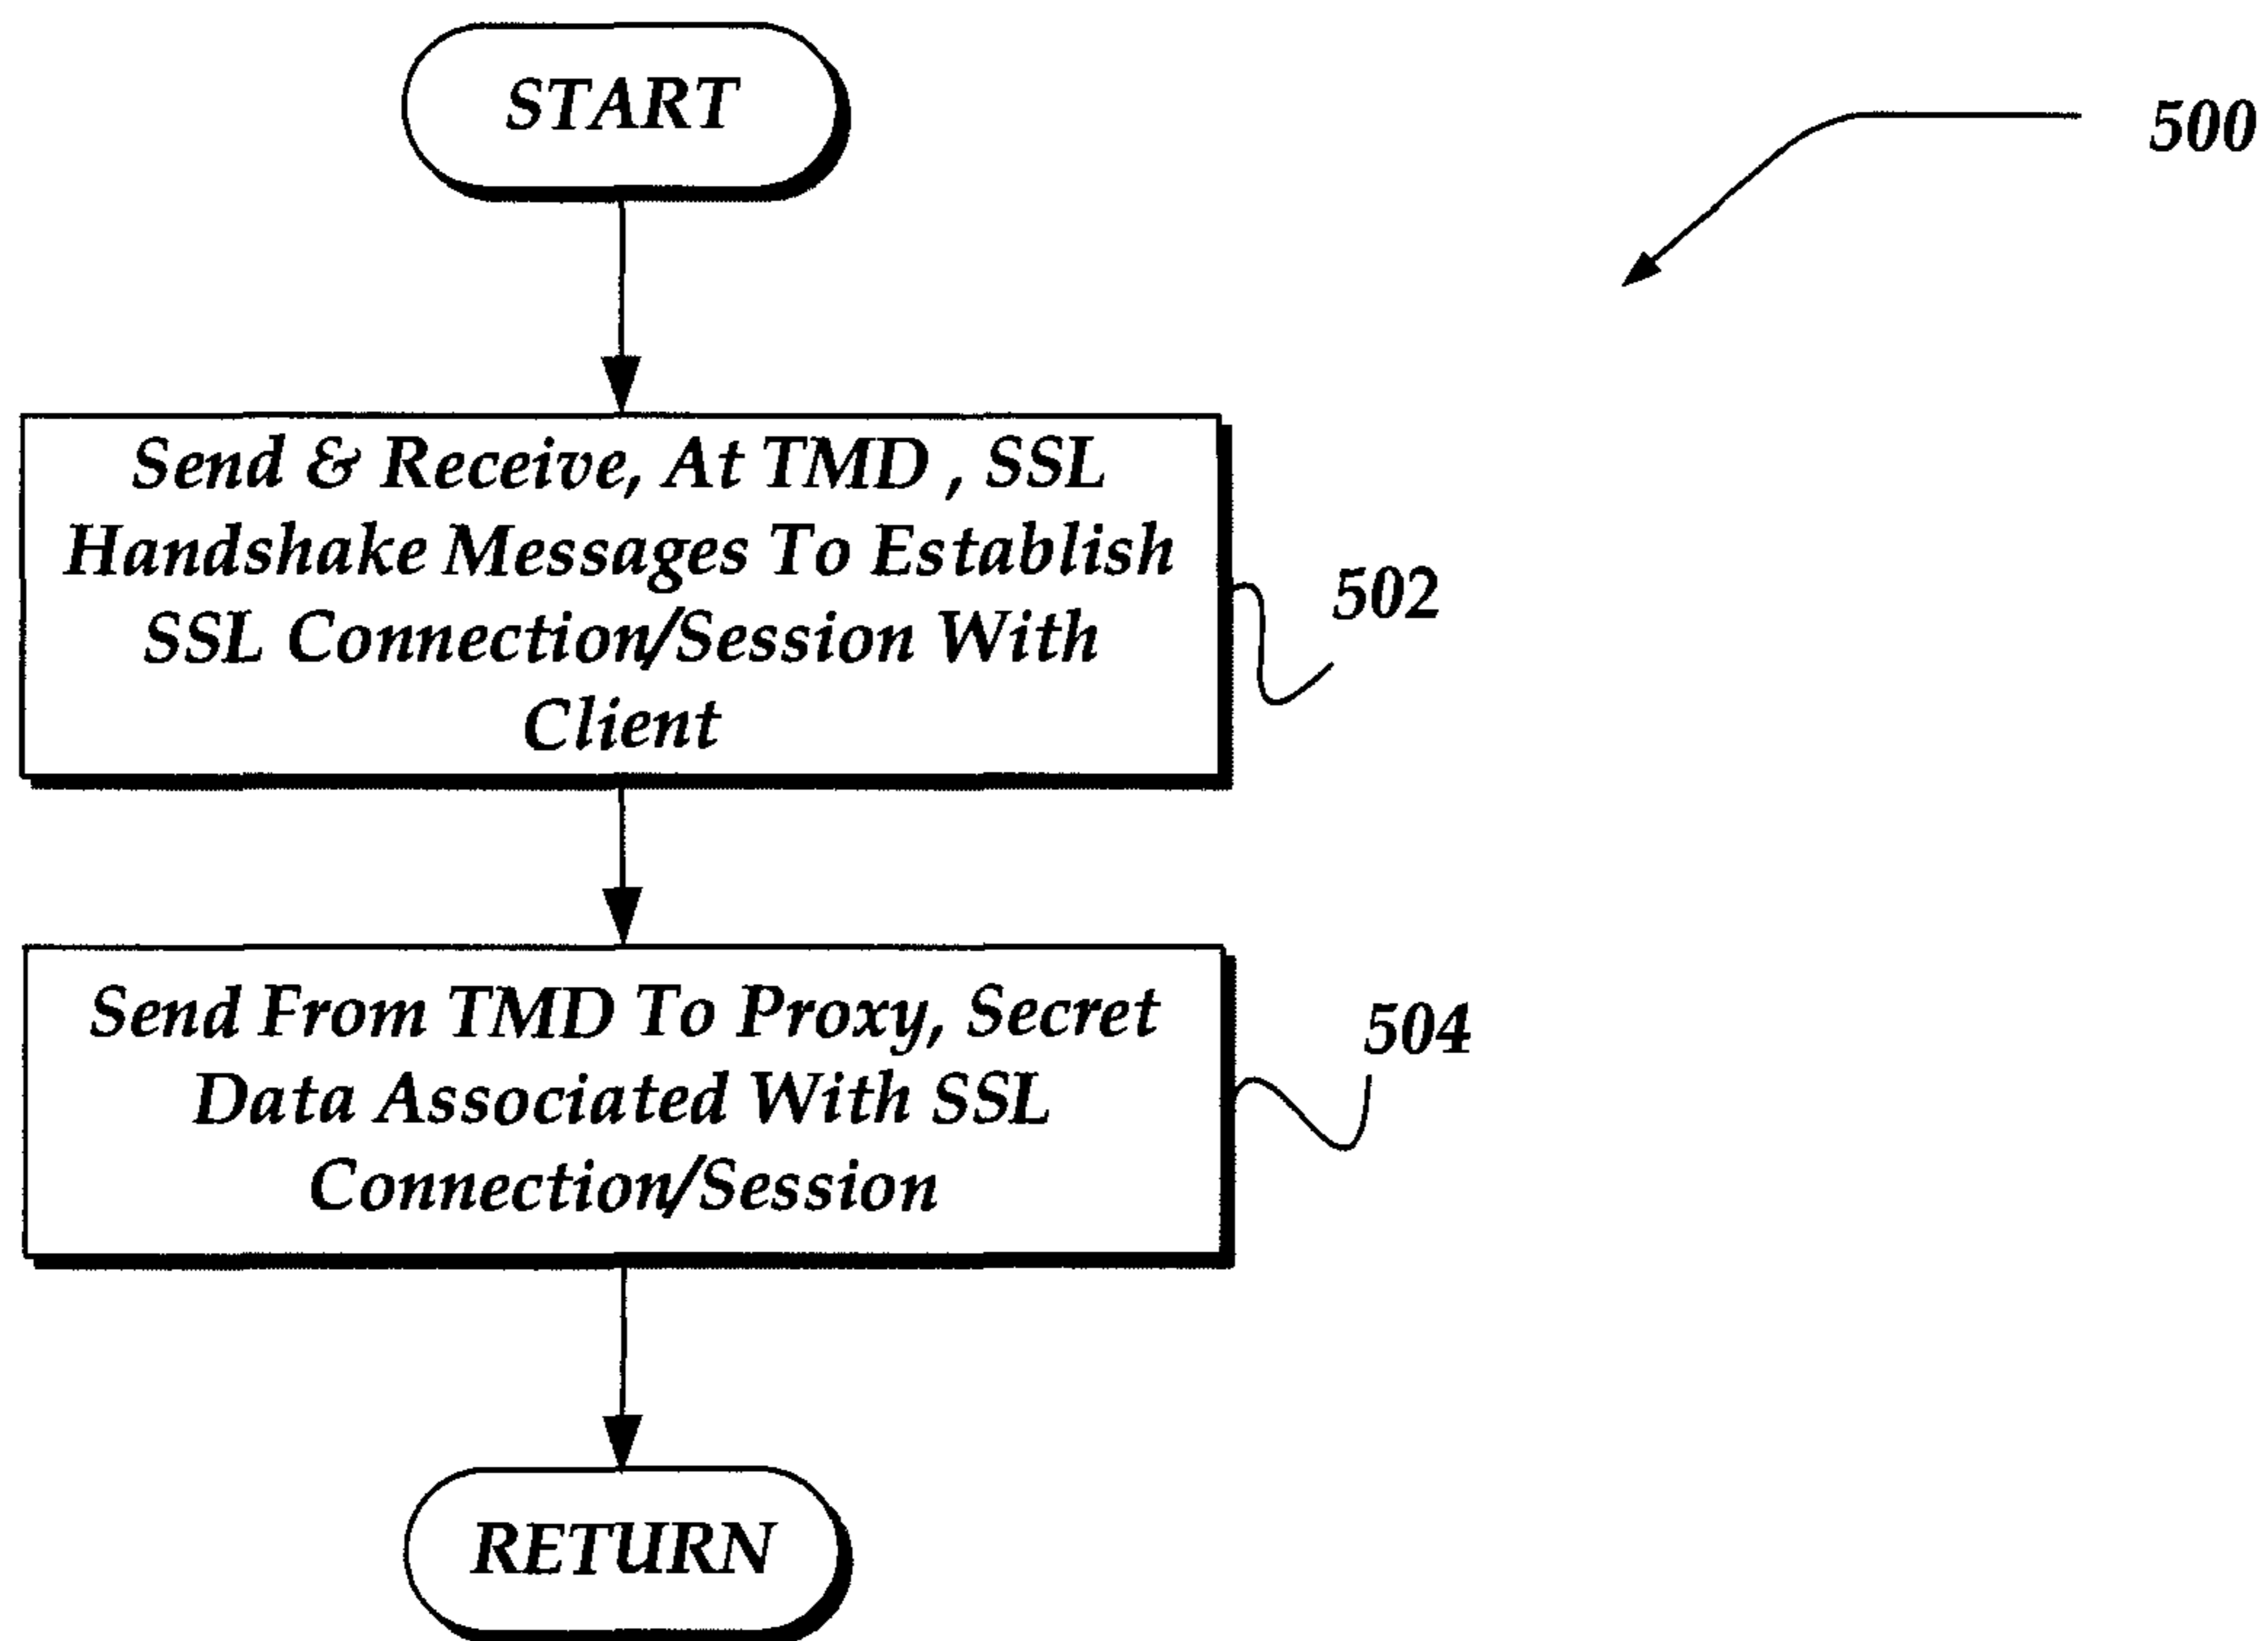 START
500
Send & Receive, At TMD , SSL
Handshake Messages To Establish
SSL Connection/Session With
Client
502
Send From TMD To Proxy, Secret
Data Associated With SSL
Connection/Session
504
RETURN